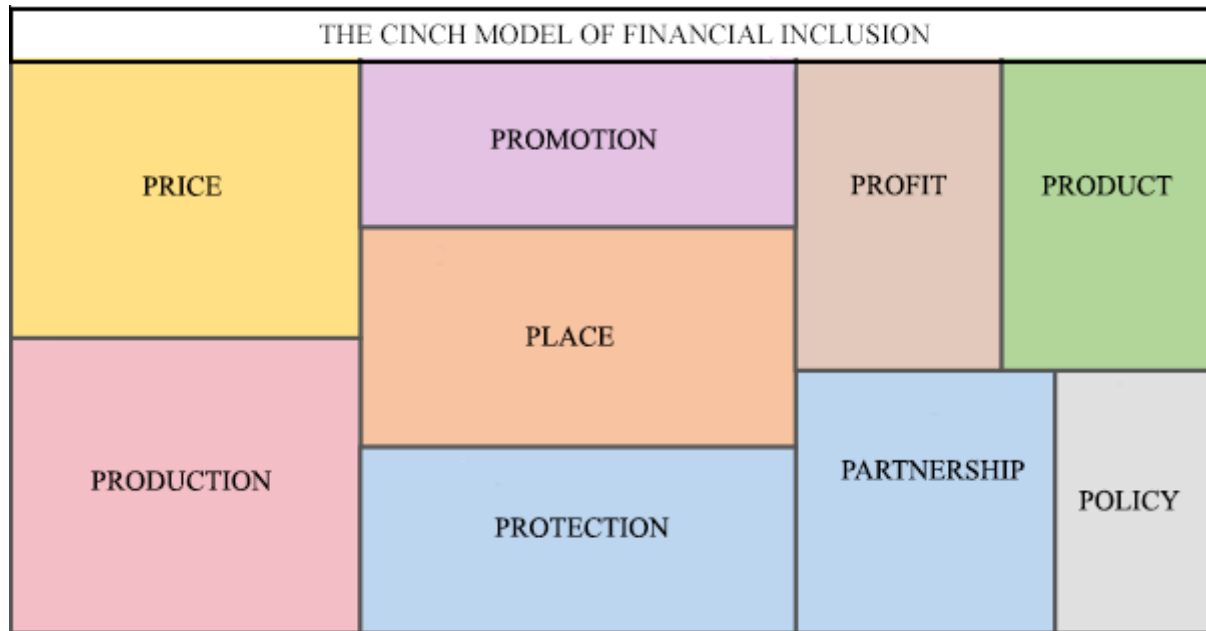 THE CINCH MODEL OF FINANCIAL INCLUSION
PRICE
PRODUCTION
PROMOTION
PLACE
PROTECTION
PROFIT
PRODUCT
PARTNERSHIP
POLICY